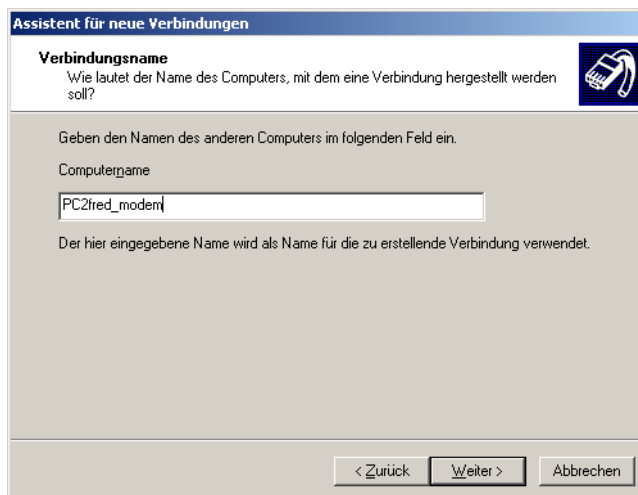 Assistent für neue Verbindungen
Verbindungsname
Wie lautet der Name des Computers, mit dem eine Verbindung hergestellt werden
soll?
Geben den Namen des anderen Computers im folgenden Feld ein.
Computername
PC2fred_modem
Der hier eingegebene Name wird als Name für die zu erstellende Verbindung verwendet.
< Zurück Weiter > Abbrechen